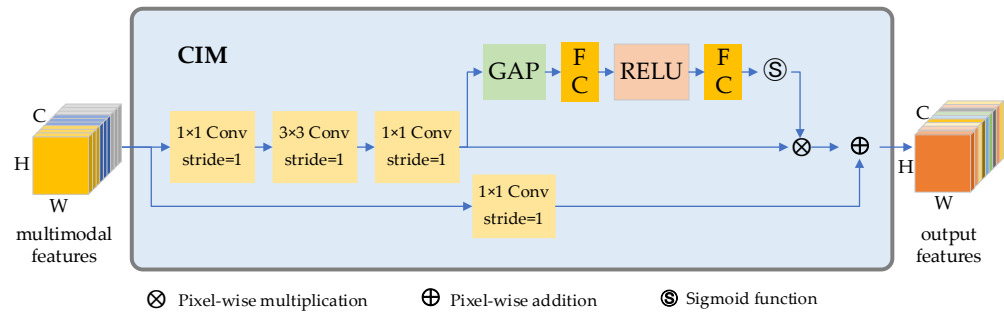 CIM
GAP
F
C
RELU
F
C
S
C
H
W
multimodal
features
1×1 Conv
stride=1
3×3 Conv
stride=1
1×1 Conv
stride=1
1×1 Conv
stride=1
C
H
W
output
features
⊗ Pixel-wise multiplication
⊕ Pixel-wise addition
Ⓢ Sigmoid function